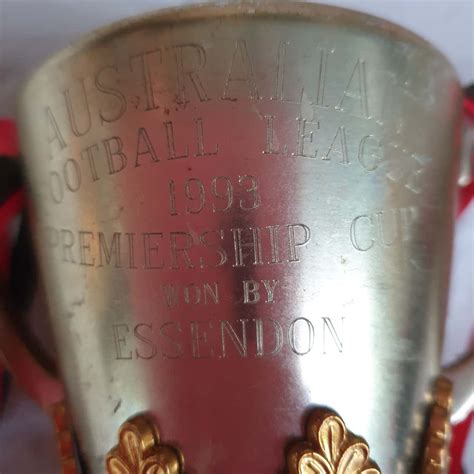 AUSTRALIAN
FOOTBALL LEAGUE
1993
PREMIERSHIP CUP
WON BY
ESSENDON